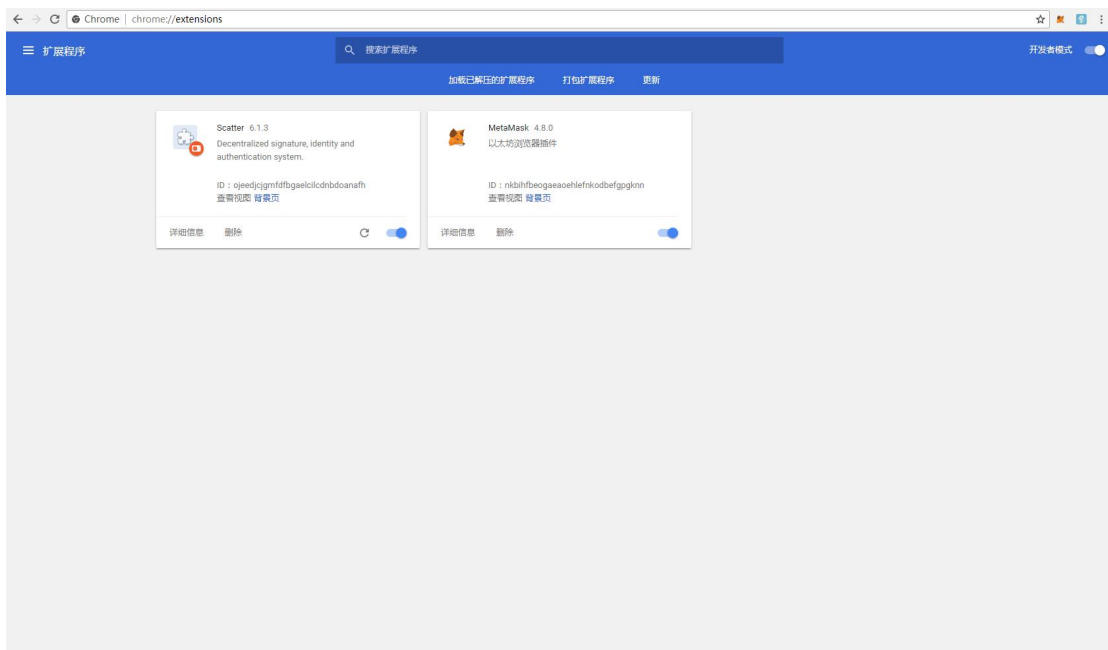 Chrome | chrome://extensions
扩展程序
搜索扩展程序
开发者模式
加载已解压的扩展程序 打包扩展程序 更新
Scatter 6.1.3
Decentralized signature, identity and
authentication system.
ID：ojeedjcjgmfdfbgaelcilcdnbdoanafh
查看视图 背景页
详细信息 删除
MetaMask 4.8.0
以太坊浏览器插件
ID：nkbihfbeogaeaoehlefnkodbefgpgknn
查看视图 背景页
详细信息 删除